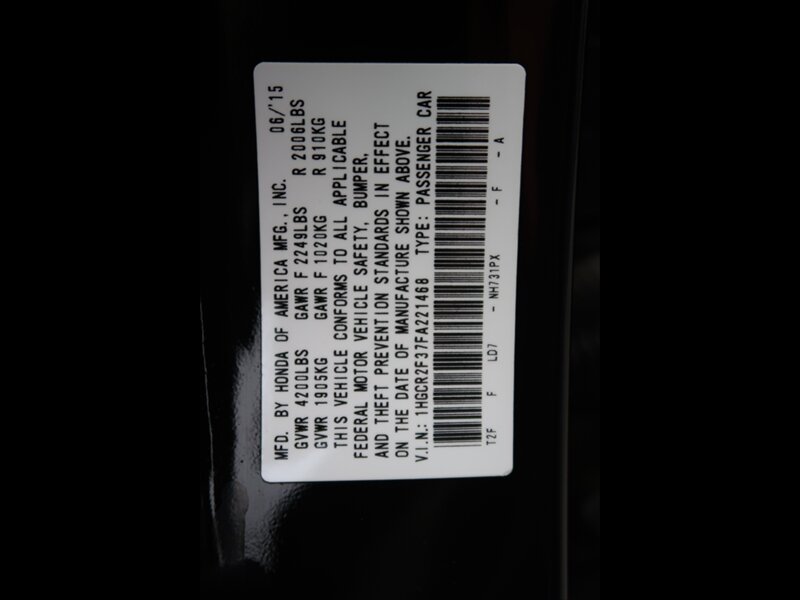 MFD. BY HONDA OF AMERICA MFG., INC. 06/'15
GVWR 4200LBS GAWR F 2249LBS R 2006LBS
GVWR 1905KG GAWR F 1020KG R 910KG
THIS VEHICLE CONFORMS TO ALL APPLICABLE
FEDERAL MOTOR VEHICLE SAFETY, BUMPER,
AND THEFT PREVENTION STANDARDS IN EFFECT
ON THE DATE OF MANUFACTURE SHOWN ABOVE.
V.I.N.: 1HGCR2F37FA221468 TYPE: PASSENGER CAR
T2F F LD7 - NH731PX - F - A